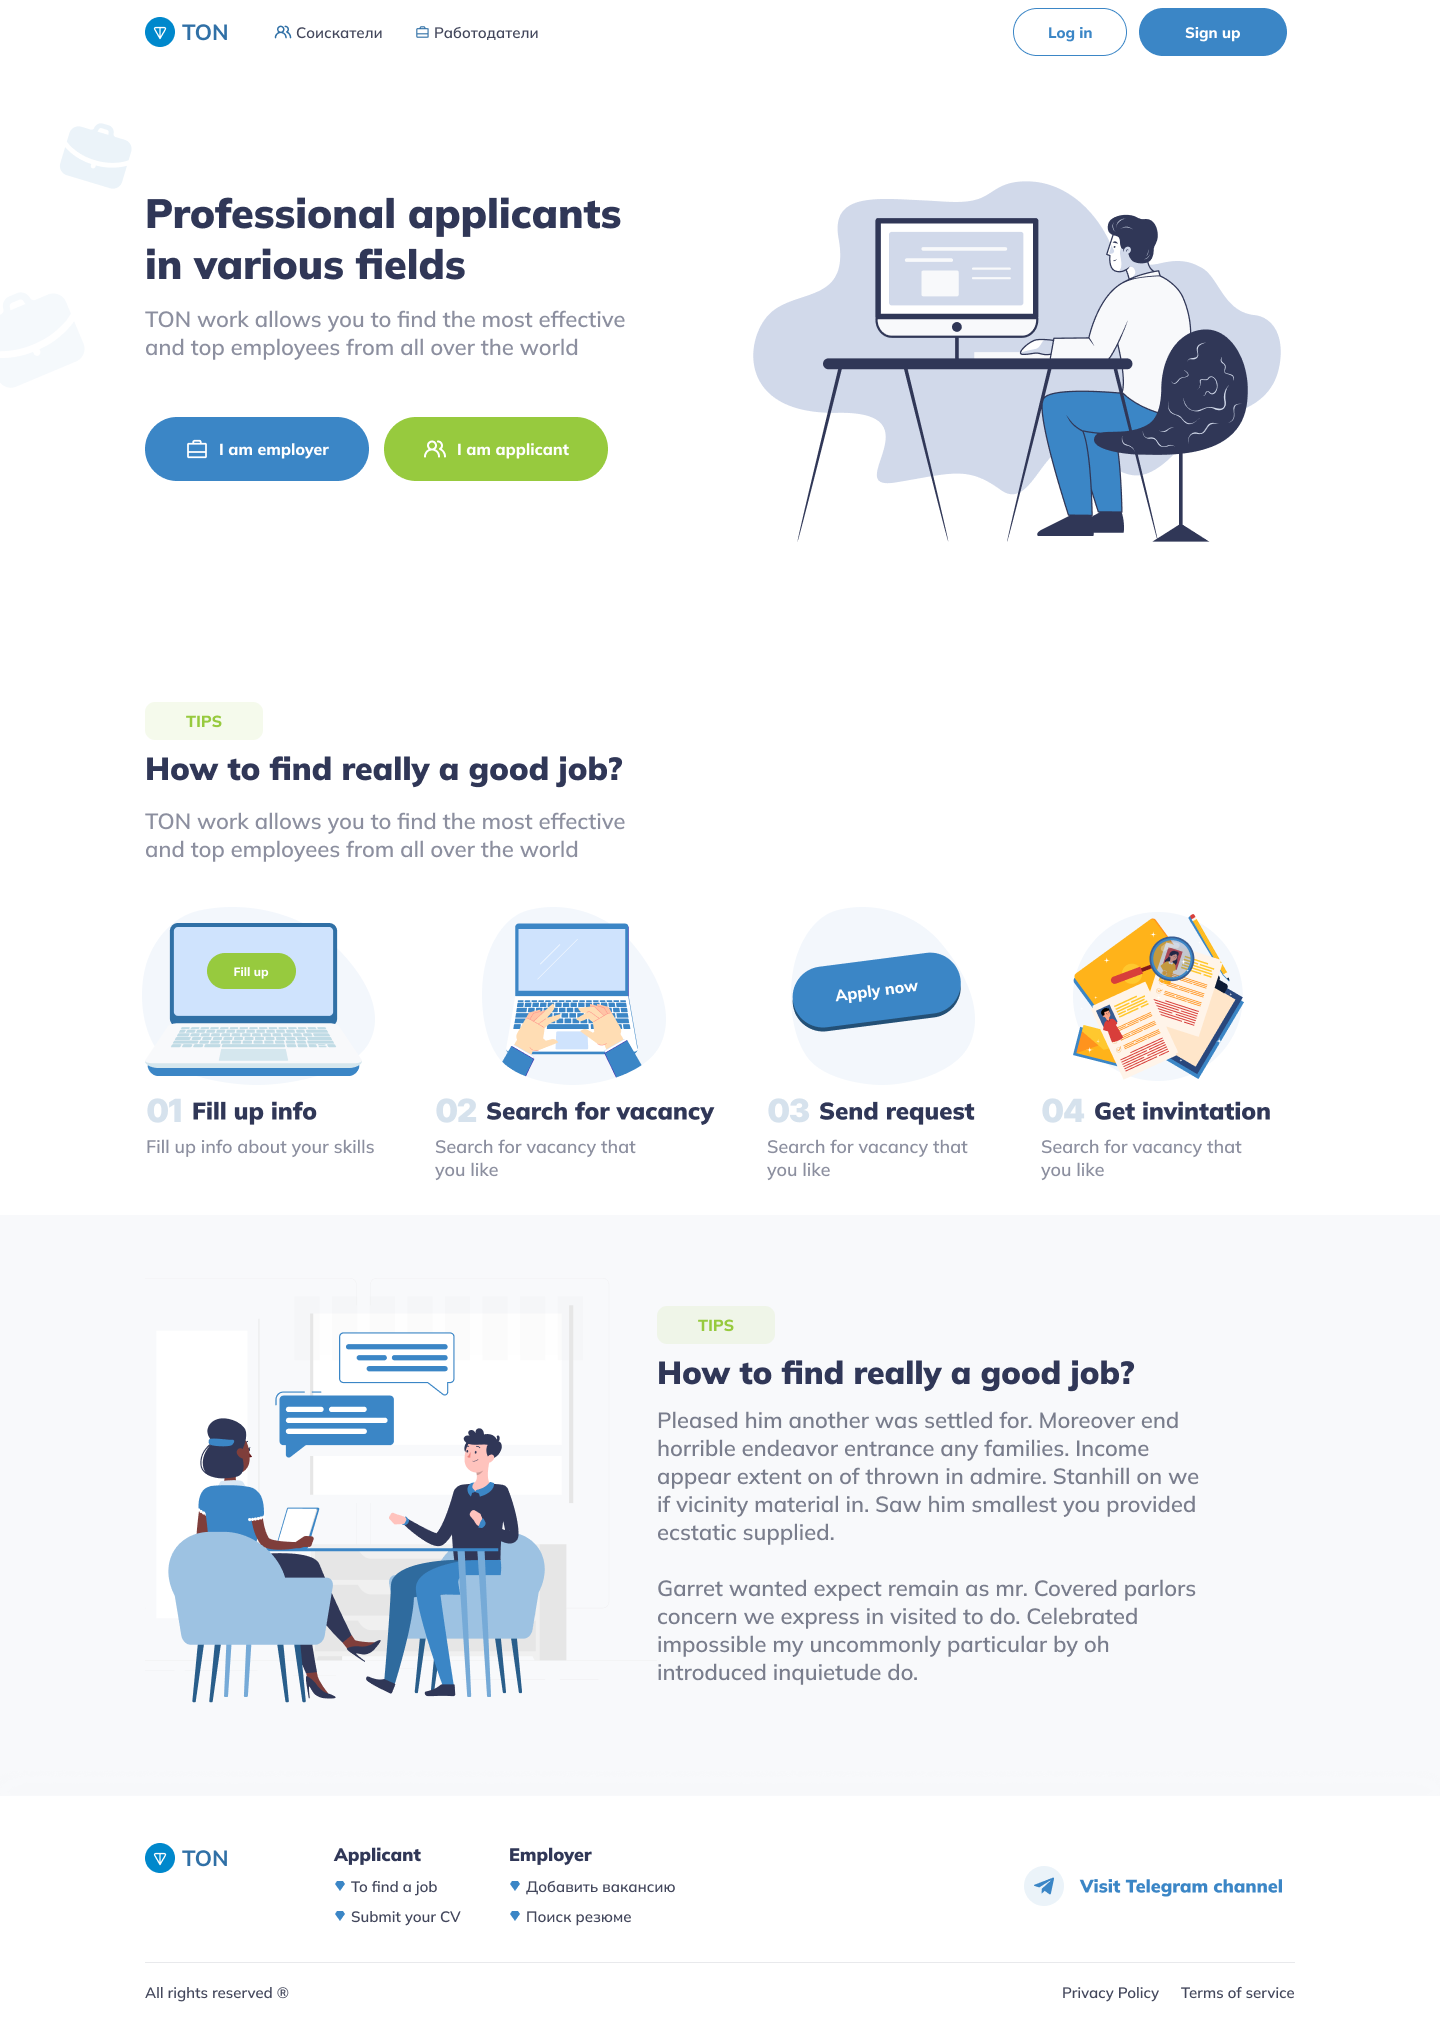 TON
Соискатели
Работодатели
Log in
Sign up
Professional applicants
in various fields
TON work allows you to find the most effective
and top employees from all over the world
I am employer
I am applicant
TIPS
How to find really a good job?
TON work allows you to find the most effective
and top employees from all over the world
Fill up
Apply now
01 Fill up info
Fill up info about your skills
02 Search for vacancy
Search for vacancy that
you like
03 Send request
Search for vacancy that
you like
04 Get invintation
Search for vacancy that
you like
TIPS
How to find really a good job?
Pleased him another was settled for. Moreover end
horrible endeavor entrance any families. Income
appear extent on of thrown in admire. Stanhill on we
if vicinity material in. Saw him smallest you provided
ecstatic supplied.
Garret wanted expect remain as mr. Covered parlors
concern we express in visited to do. Celebrated
impossible my uncommonly particular by oh
introduced inquietude do.
TON
Applicant
To find a job
Submit your CV
Employer
Добавить вакансию
Поиск резюме
Visit Telegram channel
All rights reserved ®
Privacy Policy
Terms of service